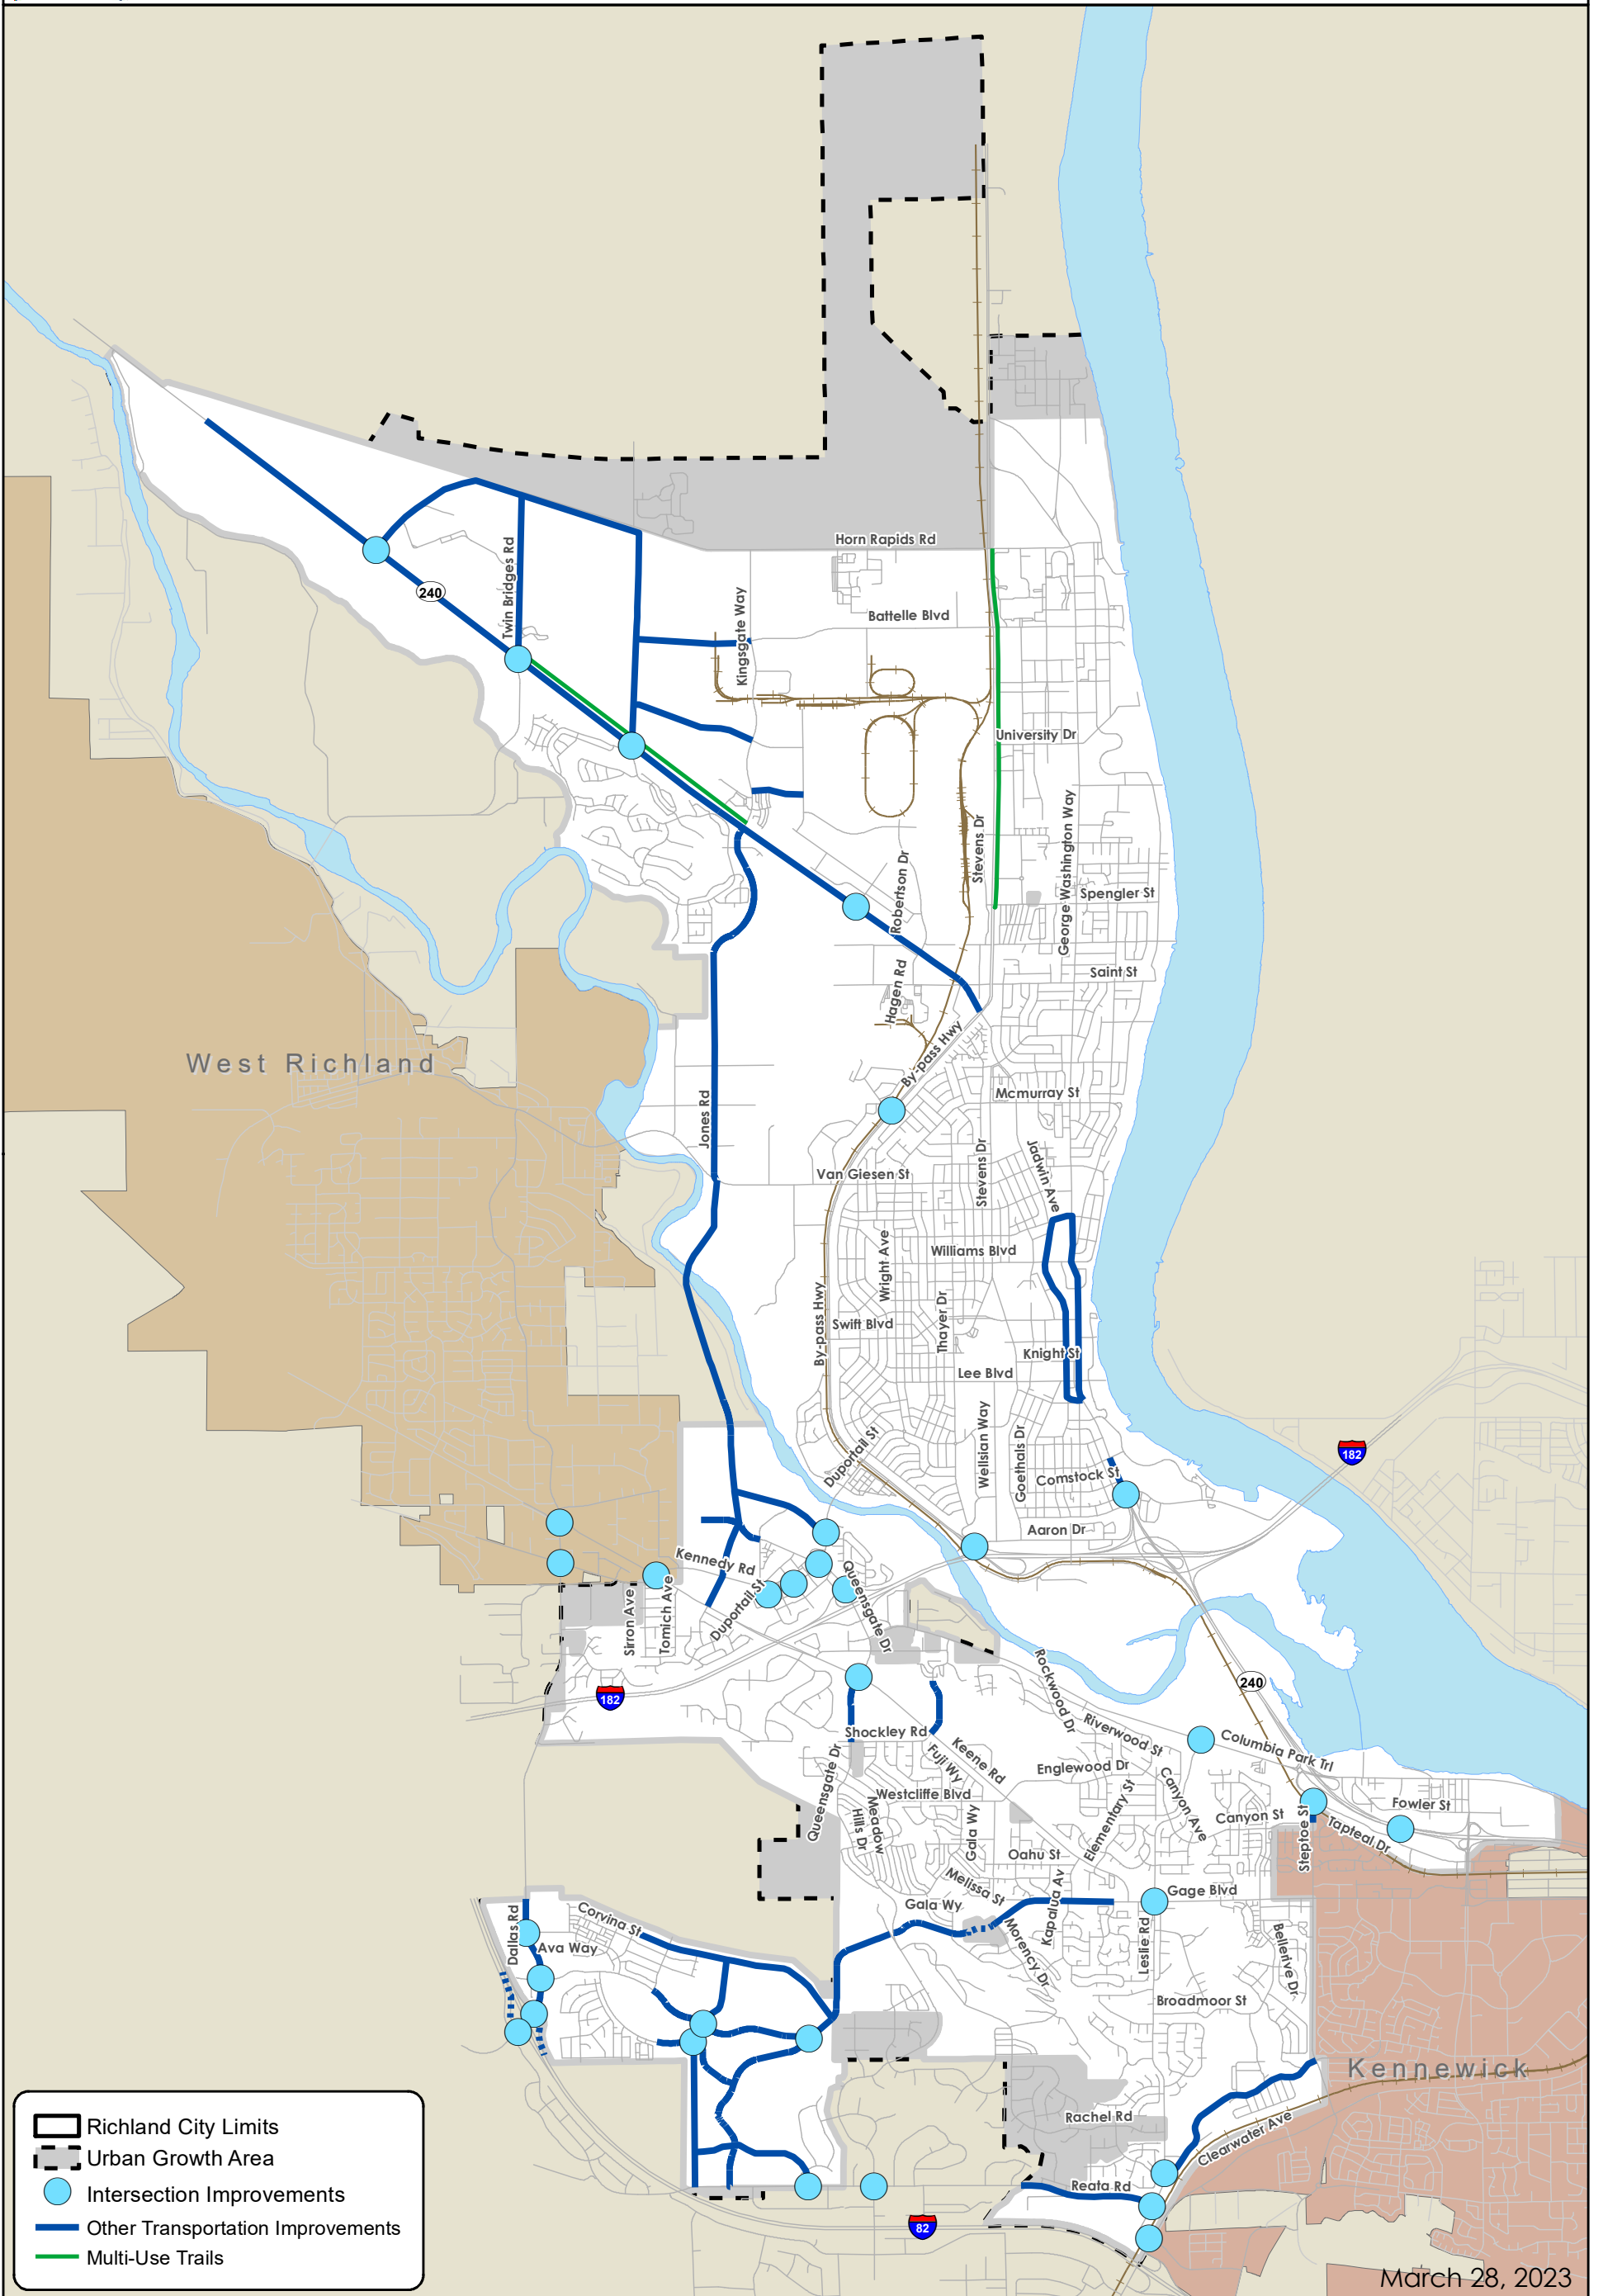 Horn Rapids Rd
Twin Bridges Rd
240
Kingsgate Way
Battelle Blvd
University Dr
Stevens Dr
George Washington Way
Robertson Dr
Spengler St
Hagen Rd
Saint St
By-pass Hwy
West Richland
Mcmurray St
Jones Rd
Van Giesen St
Stevens Dr
Jadwin Ave
Wright Ave
Williams Blvd
By-pass Hwy
Swift Blvd
Thayer Dr
Knight St
Lee Blvd
Duportail St
Wellsian Way
Goethals Dr
Comstock St
182
Aaron Dr
Kennedy Rd
Duportail St
Queensgate Dr
Sirron Ave
Tomich Ave
182
Rockwood Dr
240
Shockley Rd
Riverwood St
Columbia Park Trl
Fuji Wy
Keene Rd
Englewood Dr
Queensgate Dr
Westcliffe Blvd
Canyon Ave
Elementary St
Canyon St
Fowler St
Steptoe St
Tapteal Dr
Meadow
Hills Dr
Gala Wy
Oahu St
Melissa St
Gage Blvd
Gala Wy
Kapalua Av
Dallas Rd
Corvina St
Ava Way
Morency Dr
Leslie Rd
Bellerive Dr
Broadmoor St
Kennewick
Rachel Rd
Clearwater Ave
Reata Rd
82
Richland City Limits
Urban Growth Area
Intersection Improvements
Other Transportation Improvements
Multi-Use Trails
March 28, 2023